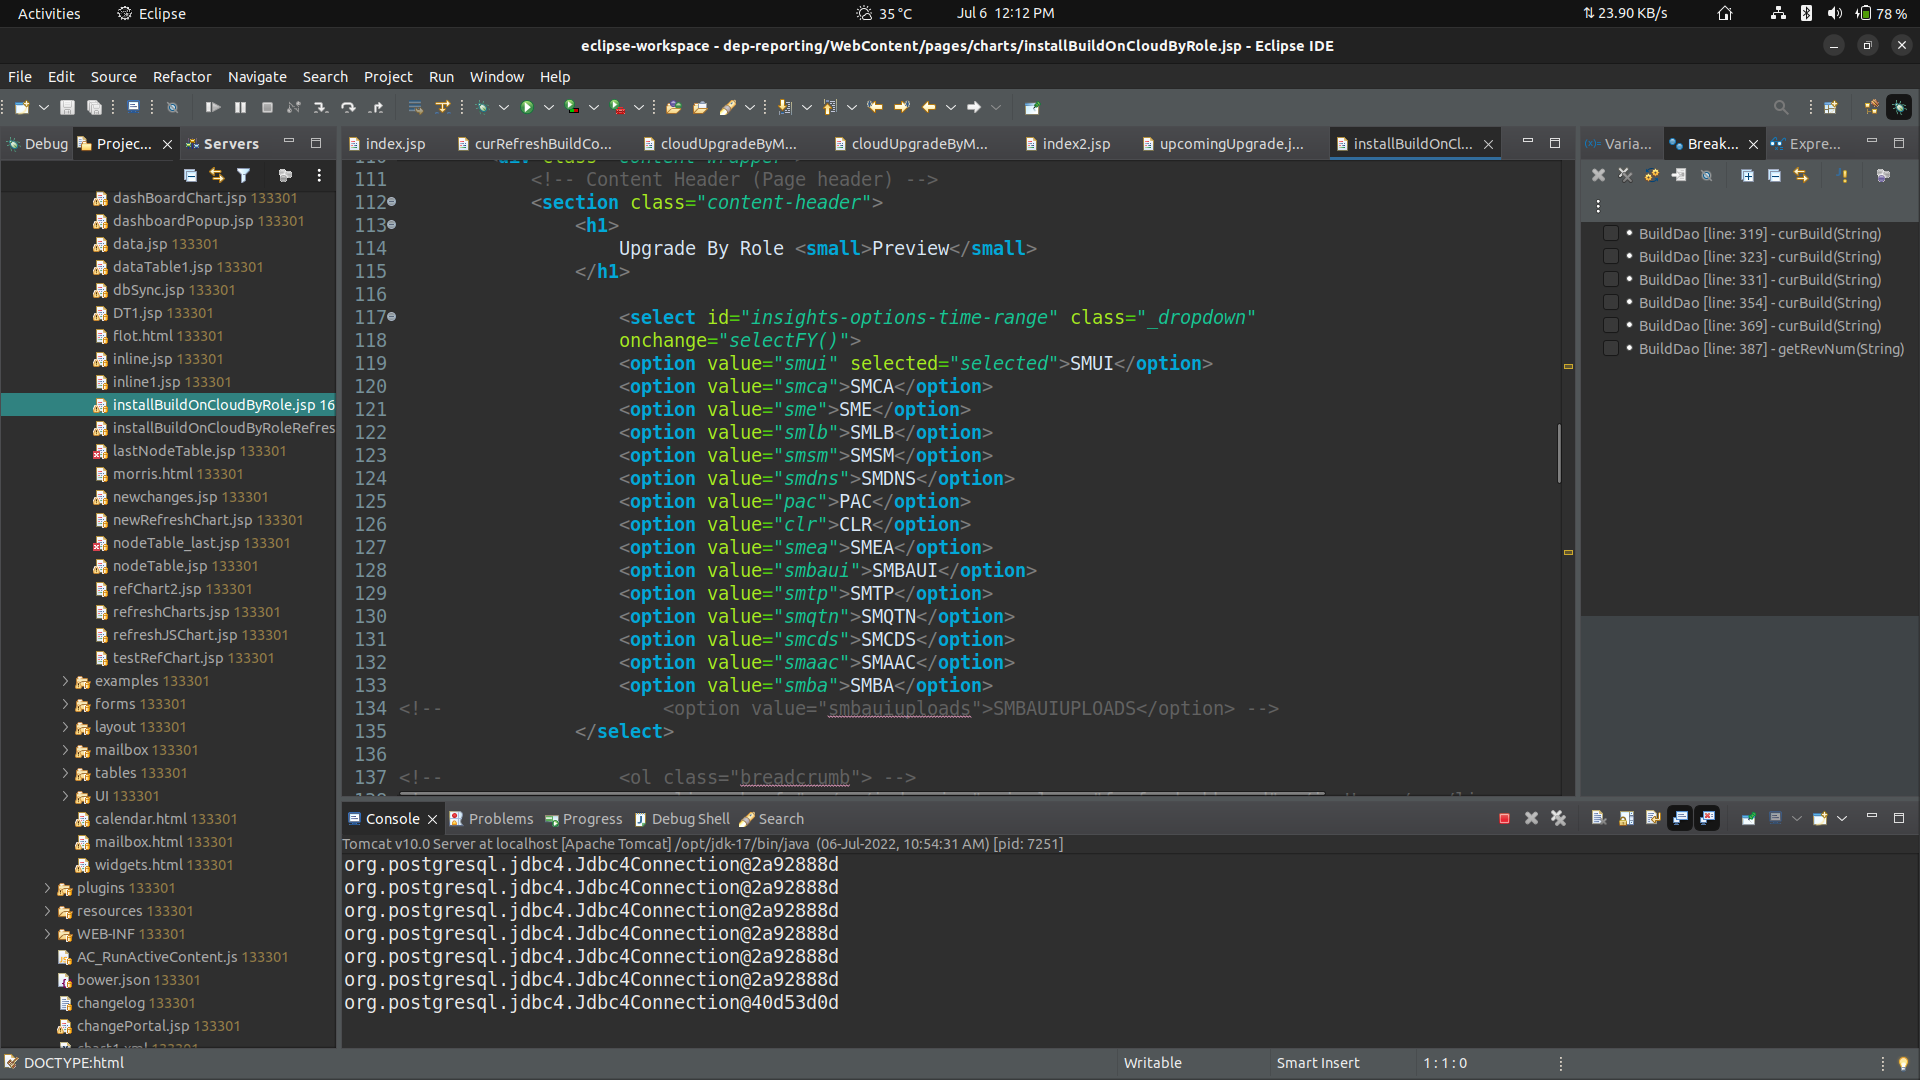 Activities Eclipse 35 °C Jul 6 12:12 PM 23.90 KB/s 78 %
eclipse-workspace - dep-reporting/WebContent/pages/charts/installBuildOnCloudByRole.jsp - Eclipse IDE
File Edit Source Refactor Navigate Search Project Run Window Help
Debug Projec... Servers
dashBoardChart.jsp 133301
dashboardPopup.jsp 133301
data.jsp 133301
dataTable1.jsp 133301
dbSync.jsp 133301
DT1.jsp 133301
flot.html 133301
inline.jsp 133301
inline1.jsp 133301
installBuildOnCloudByRole.jsp 16
installBuildOnCloudByRoleRefres
lastNodeTable.jsp 133301
morris.html 133301
newchanges.jsp 133301
newRefreshChart.jsp 133301
nodeTable_last.jsp 133301
nodeTable.jsp 133301
refChart2.jsp 133301
refreshCharts.jsp 133301
refreshJSChart.jsp 133301
testRefChart.jsp 133301
examples 133301
forms 133301
layout 133301
mailbox 133301
tables 133301
UI 133301
calendar.html 133301
mailbox.html 133301
widgets.html 133301
plugins 133301
resources 133301
WEB-INF 133301
AC_RunActiveContent.js 133301
bower.json 133301
changelog 133301
changePortal.jsp 133301
index.jsp curRefreshBuildCo... cloudUpgradeByM... cloudUpgradeByM... index2.jsp upcomingUpgrade.j... installBuildOnCl...
111 <!-- Content Header (Page header) -->
112 <section class="content-header">
113 <h1>
114 Upgrade By Role <small>Preview</small>
115 </h1>
116
117 <select id="insights-options-time-range" class="_dropdown"
118 onchange="selectFY()">
119 <option value="smui" selected="selected">SMUI</option>
120 <option value="smca">SMCA</option>
121 <option value="sme">SME</option>
122 <option value="smlb">SMLB</option>
123 <option value="smsm">SMSM</option>
124 <option value="smdns">SMDNS</option>
125 <option value="pac">PAC</option>
126 <option value="clr">CLR</option>
127 <option value="smea">SMEA</option>
128 <option value="smbaui">SMBAUI</option>
129 <option value="smtp">SMTP</option>
130 <option value="smqtn">SMQTN</option>
131 <option value="smcds">SMCDS</option>
132 <option value="smaac">SMAAC</option>
133 <option value="smba">SMBA</option>
134 <!-- <option value="smbauiuploads">SMBAUIUPLOADS</option> -->
135 </select>
136
137 <!-- <ol class="breadcrumb"> -->
Varia... Break... Expre...
BuildDao [line: 319] - curBuild(String)
BuildDao [line: 323] - curBuild(String)
BuildDao [line: 331] - curBuild(String)
BuildDao [line: 354] - curBuild(String)
BuildDao [line: 369] - curBuild(String)
BuildDao [line: 387] - getRevNum(String)
Console Problems Progress Debug Shell Search
Tomcat v10.0 Server at localhost [Apache Tomcat] /opt/jdk-17/bin/java (06-Jul-2022, 10:54:31 AM) [pid: 7251]
org.postgresql.jdbc4.Jdbc4Connection@2a92888d
org.postgresql.jdbc4.Jdbc4Connection@2a92888d
org.postgresql.jdbc4.Jdbc4Connection@2a92888d
org.postgresql.jdbc4.Jdbc4Connection@2a92888d
org.postgresql.jdbc4.Jdbc4Connection@2a92888d
org.postgresql.jdbc4.Jdbc4Connection@2a92888d
org.postgresql.jdbc4.Jdbc4Connection@40d53d0d
DOCTYPE:html Writable Smart Insert 1 : 1 : 0